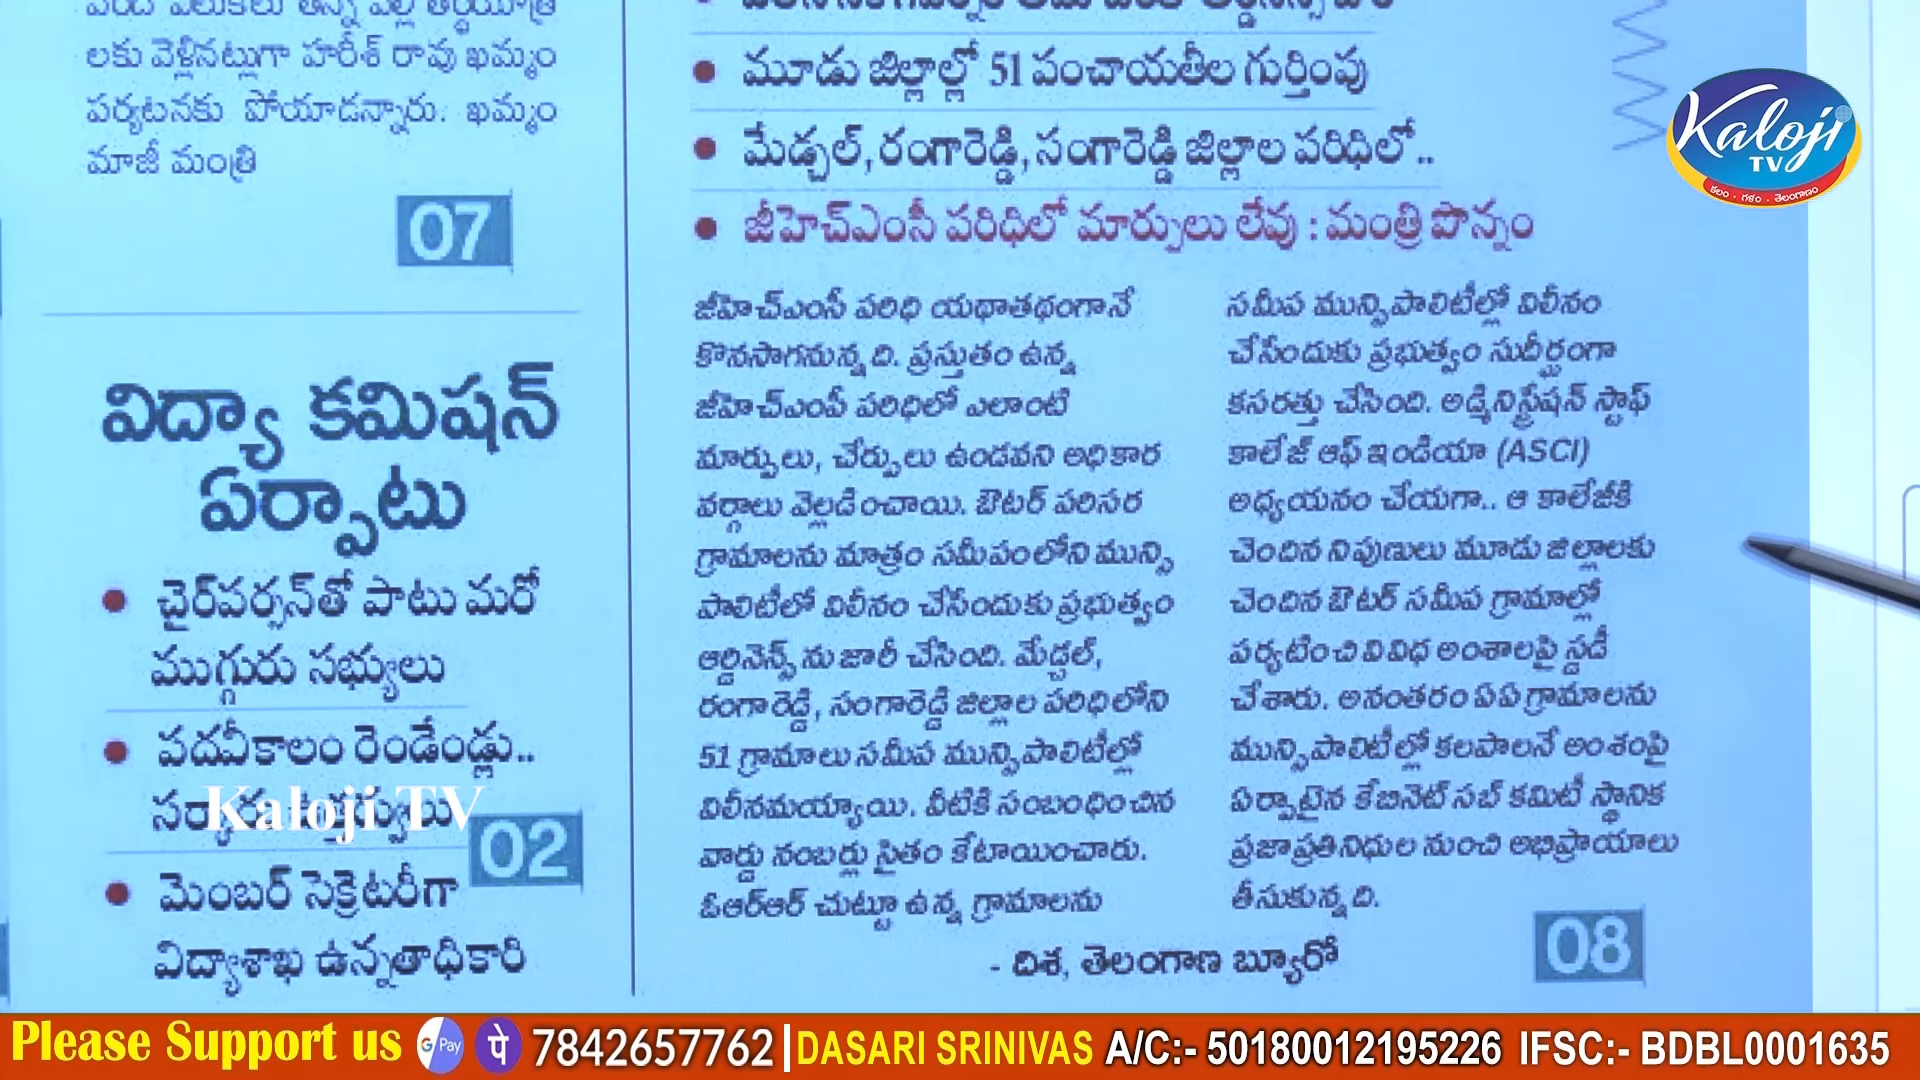 లకు వెళ్లినట్లుగా హరీశ్ రావు ఖమ్మం
పర్యటనకు పోయాడన్నారు. ఖమ్మం
మాజీ మంత్రి
07
విద్యా కమిషన్
ఏర్పాటు
• చైర్‌పర్సన్‌తో పాటు మరో
ముగ్గురు సభ్యులు
• పదవీకాలం రెండేండ్లు..
Kaloji TV
02
• మెంబర్ సెక్రెటరీగా
విద్యాశాఖ ఉన్నతాధికారి
• మూడు జిల్లాల్లో 51 పంచాయతీల గుర్తింపు
• మేడ్చల్, రంగారెడ్డి, సంగారెడ్డి జిల్లాల పరిధిలో..
• జీహెచ్ఎంసీ పరిధిలో మార్పులు లేవు : మంత్రి పొన్నం
జీహెచ్ఎంసీ పరిధి యథాతథంగానే
కొనసాగనున్నది. ప్రస్తుతం ఉన్న
జీహెచ్ఎంపీ పరిధిలో ఎలాంటి
మార్పులు, చేర్పులు ఉండవని అధికార
వర్గాలు వెల్లడించాయి. ఔటర్ పరిసర
గ్రామాలను మాత్రం సమీపంలోని మున్సి
పాలిటీలో విలీనం చేసేందుకు ప్రభుత్వం
ఆర్డినెన్స్ ను జారీ చేసింది. మేడ్చల్,
రంగారెడ్డి, సంగారెడ్డి జిల్లాల పరిధిలోని
51 గ్రామాలు సమీప మున్సిపాలిటీల్లో
విలీనమయ్యాయి. వీటికి సంబంధించిన
వార్డు నంబర్లు సైతం కేటాయించారు.
ఓఆర్ఆర్ చుట్టూ ఉన్న గ్రామాలను
సమీప మున్సిపాలిటీల్లో విలీనం
చేసేందుకు ప్రభుత్వం సుదీర్ఘంగా
కసరత్తు చేసింది. అడ్మినిస్ట్రేషన్ స్టాఫ్
కాలేజ్ ఆఫ్ ఇండియా (ASCI)
అధ్యయనం చేయగా.. ఆ కాలేజీకి
చెందిన నిపుణులు మూడు జిల్లాలకు
చెందిన ఔటర్ సమీప గ్రామాల్లో
పర్యటించి వివిధ అంశాలపై స్టడీ
చేశారు. అనంతరం ఏఏ గ్రామాలను
మున్సిపాలిటీల్లో కలపాలనే అంశంపై
ఏర్పాటైన కేబినెట్ సబ్ కమిటీ స్థానిక
ప్రజాప్రతినిధుల నుంచి అభిప్రాయాలు
తీసుకున్నది.
- దిశ, తెలంగాణ బ్యూరో
08
Kaloji
TV
కలం - గళం - తెలంగాణం
Please Support us G Pay పే 7842657762 | DASARI SRINIVAS A/C:- 50180012195226 IFSC:- BDBL0001635